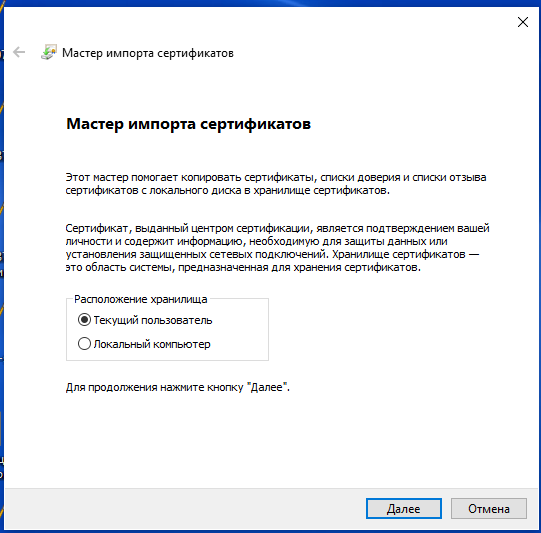 Мастер импорта сертификатов
Мастер импорта сертификатов
Этот мастер помогает копировать сертификаты, списки доверия и списки отзыва
сертификатов с локального диска в хранилище сертификатов.
Сертификат, выданный центром сертификации, является подтверждением вашей
личности и содержит информацию, необходимую для защиты данных или
установления защищенных сетевых подключений. Хранилище сертификатов —
это область системы, предназначенная для хранения сертификатов.
Расположение хранилища
Текущий пользователь
Локальный компьютер
Для продолжения нажмите кнопку "Далее".
Далее
Отмена